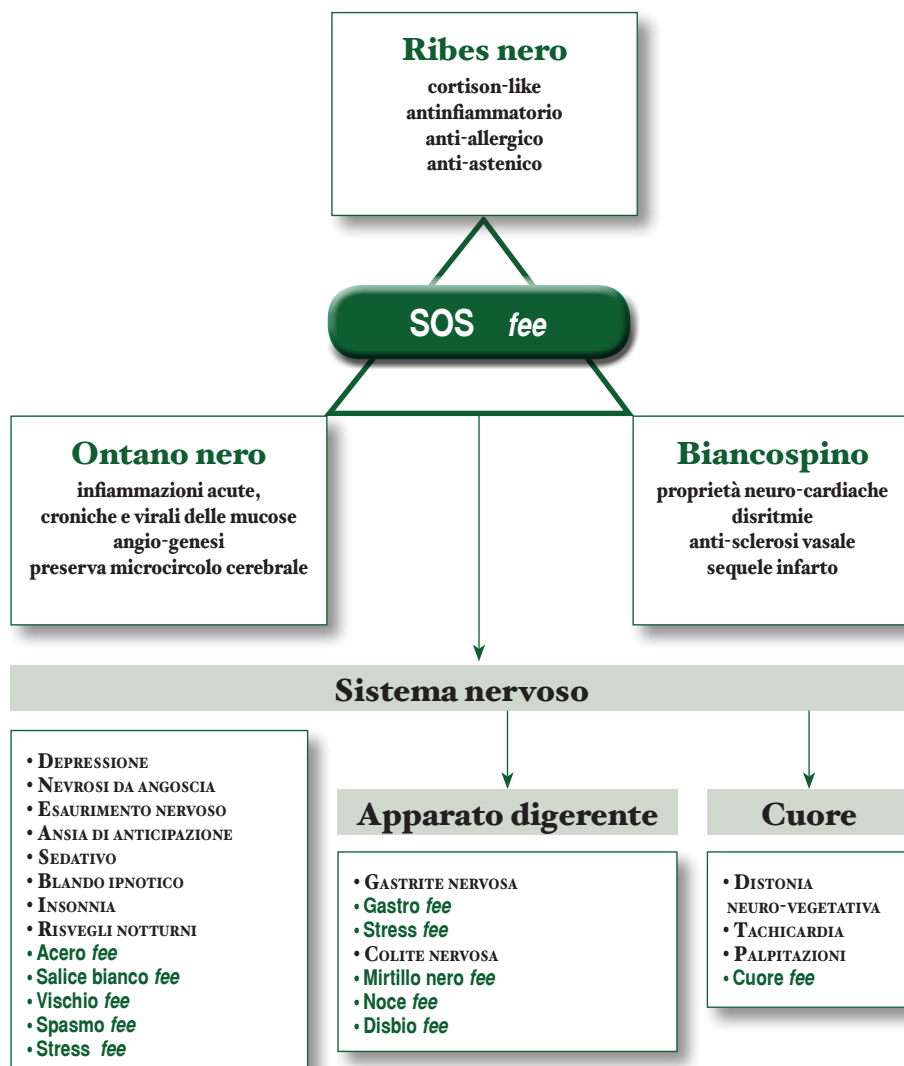 Ribes nero
cortison-like
antinfiammatorio
anti-allergico
anti-astenico
SOS fee
Ontano nero
infiammazioni acute,
croniche e virali delle mucose
angio-genesi
preserva microcircolo cerebrale
Biancospino
proprietà neuro-cardiache
disritmie
anti-sclerosi vasale
sequele infarto
Sistema nervoso
• Depressione
• Nevrosi da angoscia
• Esaurimento nervoso
• Ansia di anticipazione
• Sedativo
• Blando ipnotico
• Insonnia
• Risvegli notturni
• Acero fee
• Salice bianco fee
• Vischio fee
• Spasmo fee
• Stress fee
Apparato digerente
• Gastrite nervosa
• Gastro fee
• Stress fee
• Colite nervosa
• Mirtillo nero fee
• Noce fee
• Disbio fee
Cuore
• Distonia
neuro-vegetativa
• Tachicardia
• Palpitazioni
• Cuore fee